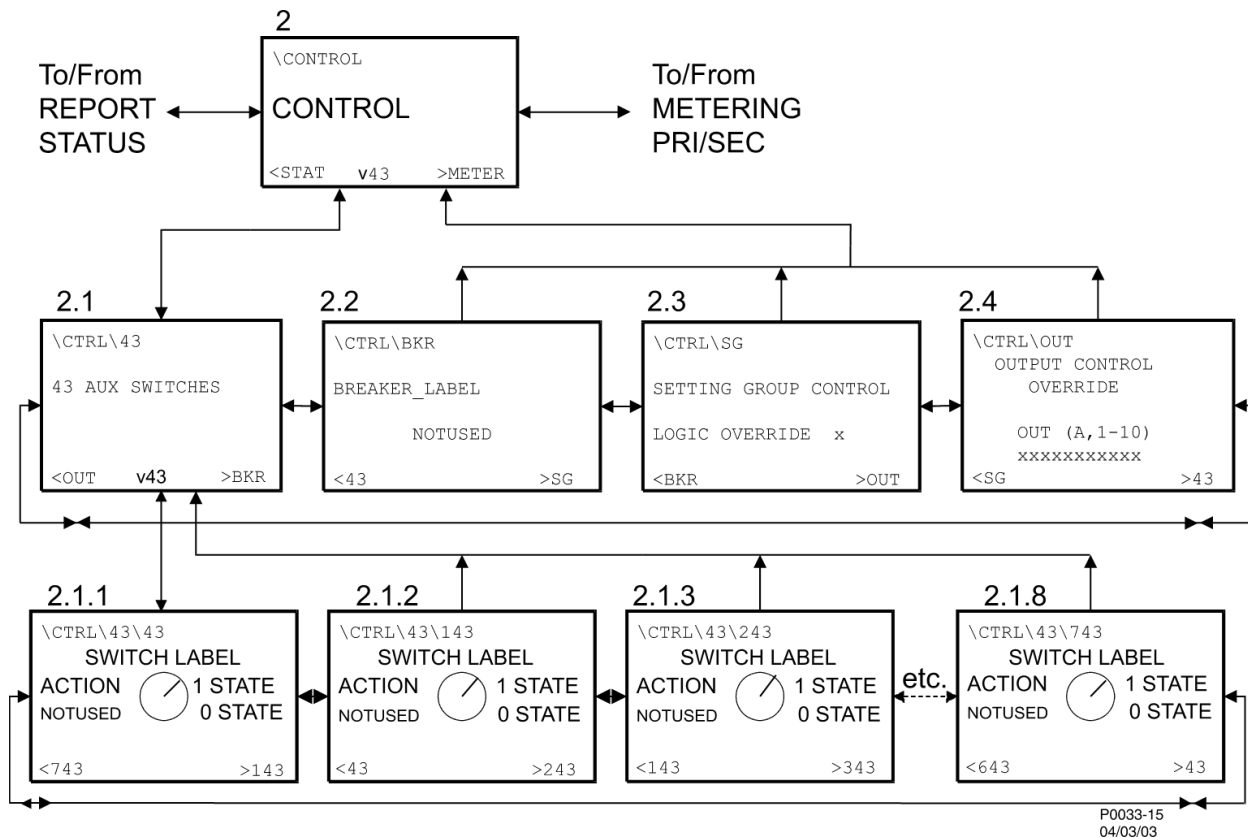 2
\CONTROL
CONTROL
<STAT v43 >METER
To/From
REPORT
STATUS
To/From
METERING
PRI/SEC
2.1
\CTRL\43
43 AUX SWITCHES
<OUT v43 >BKR
2.2
\CTRL\BKR
BREAKER_LABEL
NOTUSED
<43 >SG
2.3
\CTRL\SG
SETTING GROUP CONTROL
LOGIC OVERRIDE x
<BKR >OUT
2.4
\CTRL\OUT
OUTPUT CONTROL
OVERRIDE
OUT (A,1-10)
xxxxxxxxxxx
<SG >43
2.1.1
\CTRL\43\43
SWITCH LABEL
ACTION 1 STATE
NOTUSED 0 STATE
<743 >143
2.1.2
\CTRL\43\143
SWITCH LABEL
ACTION 1 STATE
NOTUSED 0 STATE
<43 >243
2.1.3
\CTRL\43\243
SWITCH LABEL
ACTION 1 STATE
NOTUSED 0 STATE
<143 >343
etc.
2.1.8
\CTRL\43\743
SWITCH LABEL
ACTION 1 STATE
NOTUSED 0 STATE
<643 >43
P0033-15
04/03/03